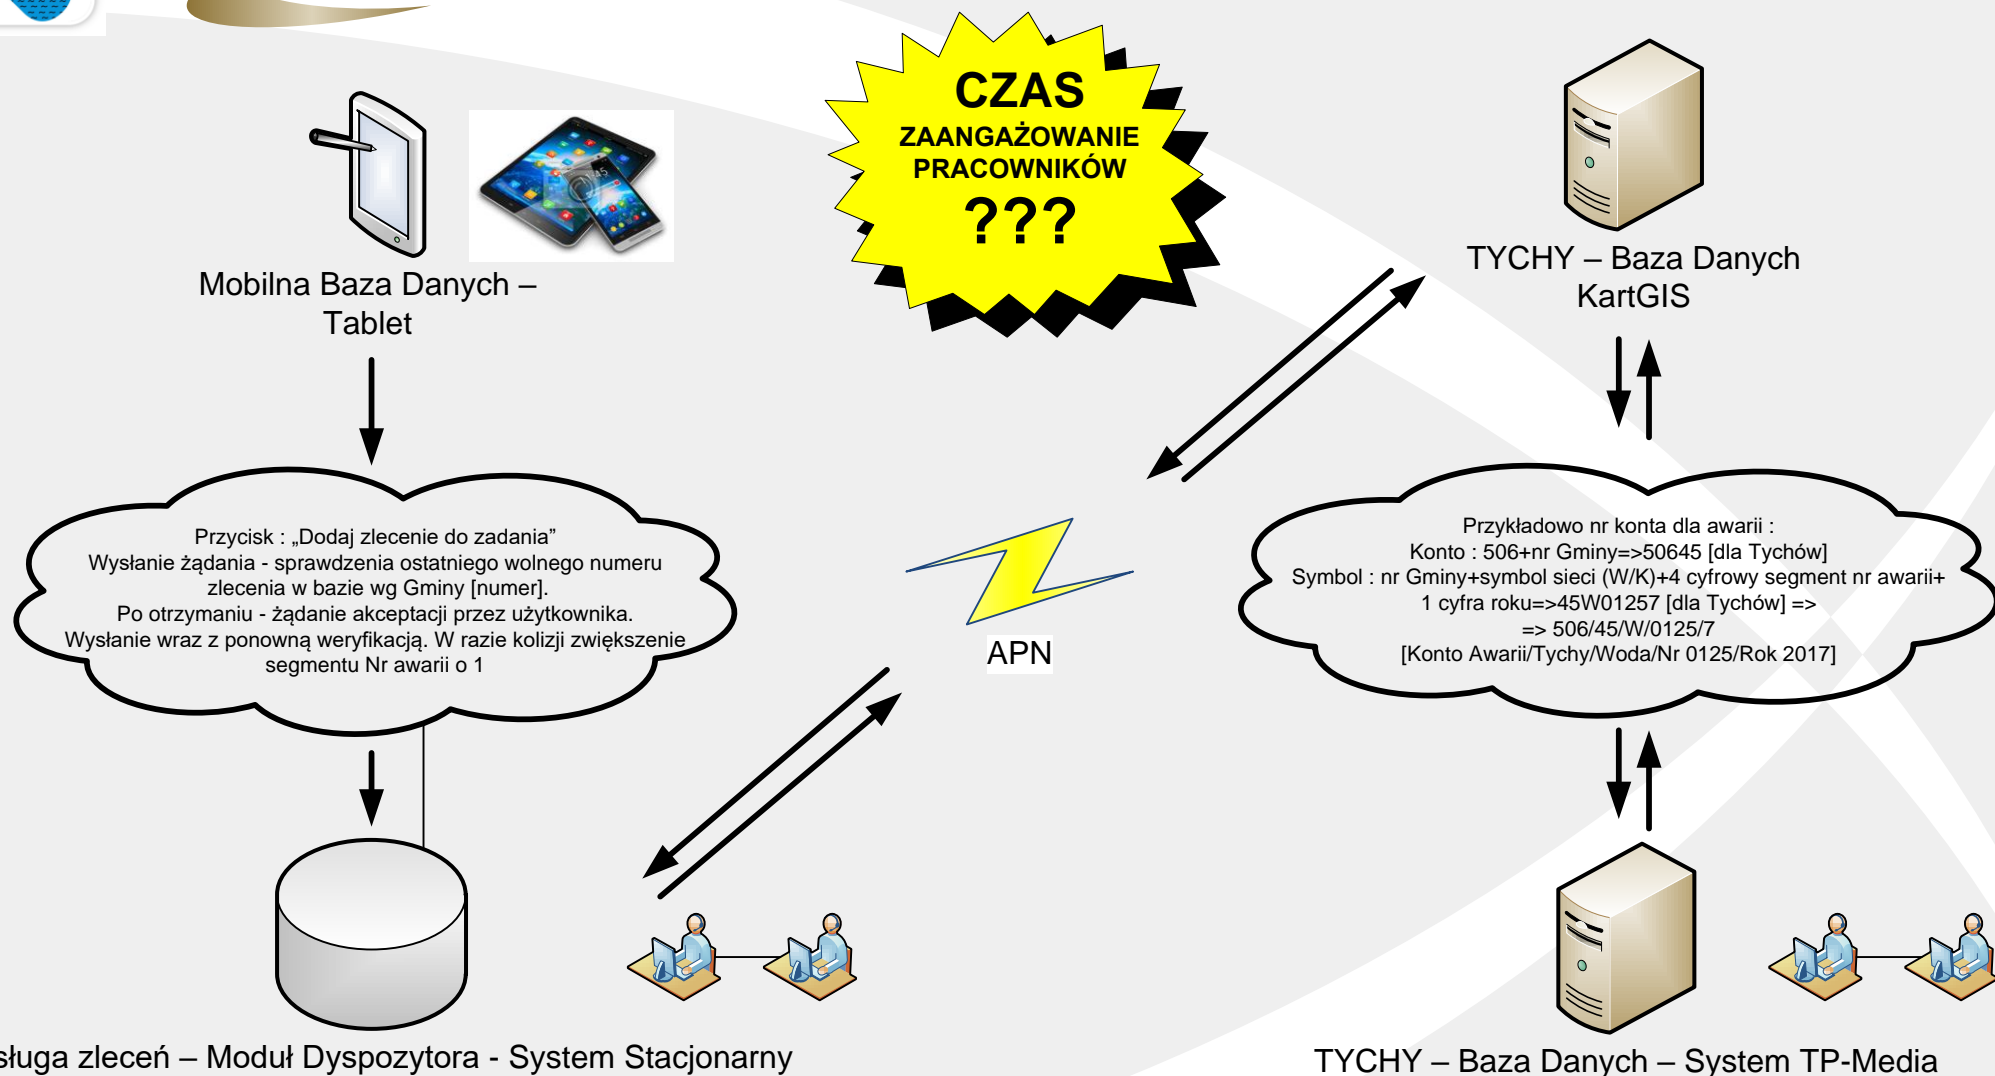 CZAS
ZAANGAŻOWANIE
PRACOWNIKÓW
???
Mobilna Baza Danych –
Tablet
TYCHY – Baza Danych
KartGIS
Przycisk : „Dodaj zlecenie do zadania”
Wysłanie żądania - sprawdzenia ostatniego wolnego numeru
zlecenia w bazie wg Gminy [numer].
Po otrzymaniu - żądanie akceptacji przez użytkownika.
Wysłanie wraz z ponowną weryfikacją. W razie kolizji zwiększenie
segmentu Nr awarii o 1
APN
Przykładowo nr konta dla awarii :
Konto : 506+nr Gminy=>50645 [dla Tychów]
Symbol : nr Gminy+symbol sieci (W/K)+4 cyfrowy segment nr awarii+
1 cyfra roku=>45W01257 [dla Tychów] =>
=> 506/45/W/0125/7
[Konto Awarii/Tychy/Woda/Nr 0125/Rok 2017]
sługa zleceń – Moduł Dyspozytora - System Stacjonarny
TYCHY – Baza Danych – System TP-Media